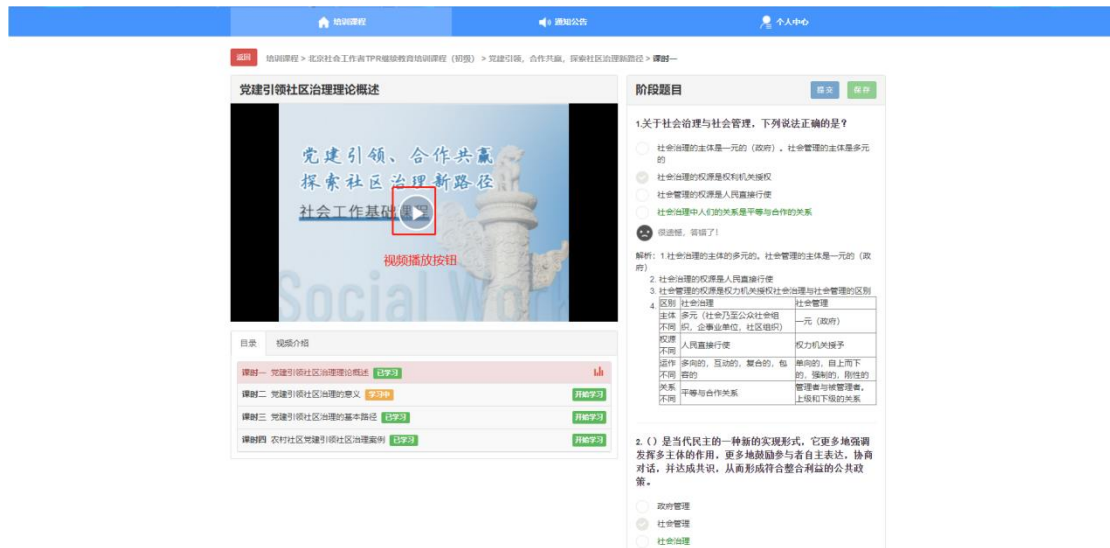 培训课程
通知公告
个人中心
返回 培训课程 > 北京社会工作者TPR继续教育培训课程（初级） > 党建引领，合作共赢，探索社区治理新路径 > 课时一
党建引领社区治理理论概述
党建引领、合作共赢
探索社区治理新路径
社会工作基础课程
视频播放按钮
Social Work
目录 视频介绍
课时一 党建引领社区治理理论概述 已学习
课时二 党建引领社区治理的意义 学习中 开始学习
课时三 党建引领社区治理的基本路径 已学习 开始学习
课时四 农村社区党建引领社区治理案例 已学习 开始学习
阶段题目 提交 保存
1.关于社会治理与社会管理，下列说法正确的是？
社会治理的主体是一元的（政府）。社会管理的主体是多元
的
社会治理的权源是权利机关授权
社会管理的权源是人民直接行使
社会治理中人们的关系是平等与合作的关系
很遗憾，答错了！
解析：1.社会治理的主体的多元的。社会管理的主体是一元的（政
府）
2. 社会治理的权源是人民直接行使
3. 社会管理的权源是权力机关授权社会治理与社会管理的区别
4. 区别 社会治理 社会管理
主体不同 多元（社会乃至公众社会组织，企事业单位，社区组织） 一元（政府）
权源不同 人民直接行使 权力机关授予
运作不同 多向的，互动的，复合的，包容的 单向的，自上而下的，强制的，刚性的
关系不同 平等与合作关系 管理者与被管理者，上级和下级的关系
2.（）是当代民主的一种新的实现形式，它更多地强调
发挥多主体的作用，更多地鼓励参与者自主表达，协商
对话，并达成共识，从而形成符合整合利益的公共政
策。
政府管理
社会管理
社会治理